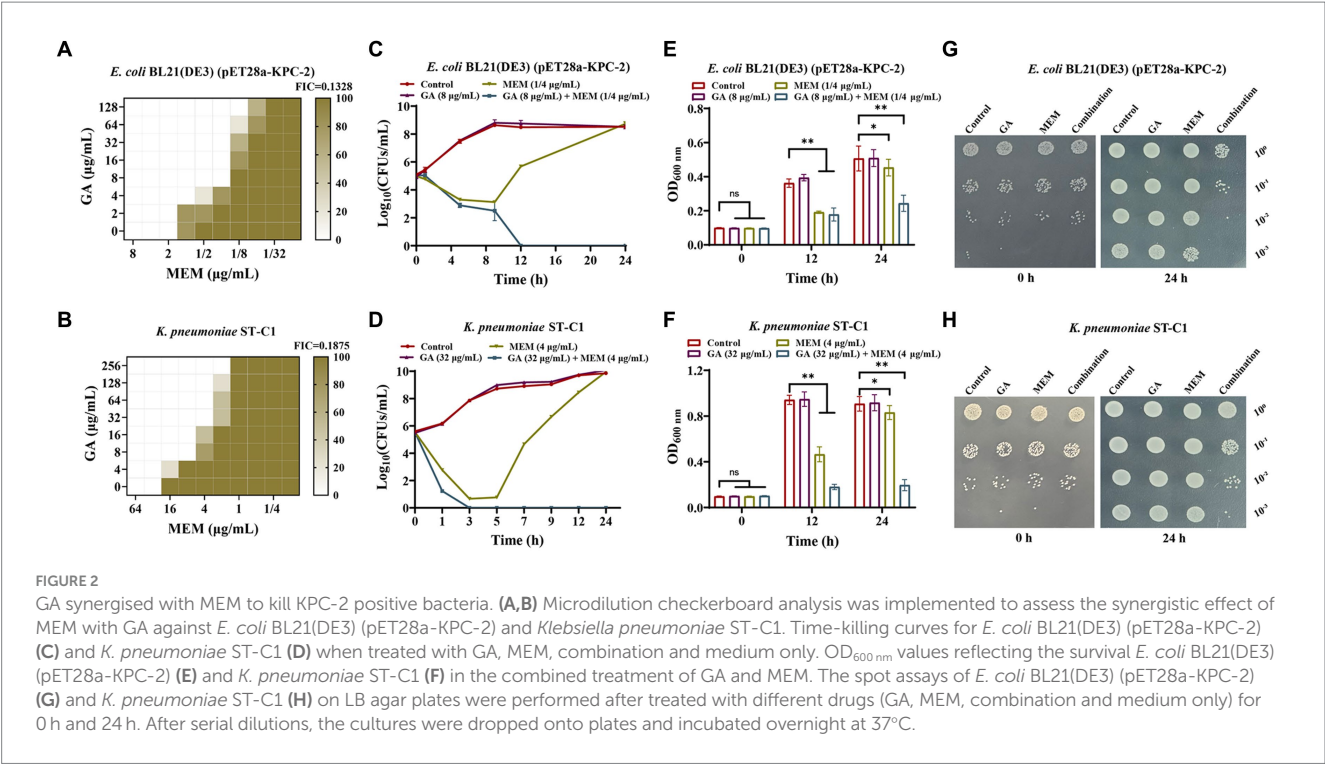 A
E. coli BL21(DE3) (pET28a-KPC-2)
FIC=0.1328
128
64
32
16
8
4
2
0
GA (μg/mL)
8
2
1/2
1/8
1/32
MEM (μg/mL)
100
80
60
40
20
0
C
E. coli BL21(DE3) (pET28a-KPC-2)
Control
MEM (1/4 μg/mL)
GA (8 μg/mL)
GA (8 μg/mL) + MEM (1/4 μg/mL)
Log10(CFUs/mL)
10
8
6
4
2
0
0
4
8
12
16
20
24
Time (h)
E
E. coli BL21(DE3) (pET28a-KPC-2)
Control
MEM (1/4 μg/mL)
GA (8 μg/mL)
GA (8 μg/mL) + MEM (1/4 μg/mL)
OD600 nm
0.8
0.6
0.4
0.2
0.0
ns
**
**
*
0
12
24
Time (h)
G
E. coli BL21(DE3) (pET28a-KPC-2)
Control
GA
MEM
Combination
Control
GA
MEM
Combination
10⁰
10⁻¹
10⁻²
10⁻³
0 h
24 h
B
K. pneumoniae ST-C1
FIC=0.1875
256
128
64
32
16
8
4
0
GA (μg/mL)
64
16
4
1
1/4
MEM (μg/mL)
100
80
60
40
20
0
D
K. pneumoniae ST-C1
Control
MEM (4 μg/mL)
GA (32 μg/mL)
GA (32 μg/mL) + MEM (4 μg/mL)
Log10(CFUs/mL)
10
8
6
4
2
0
0
1
3
5
7
9
12
24
Time (h)
F
K. pneumoniae ST-C1
Control
MEM (4 μg/mL)
GA (32 μg/mL)
GA (32 μg/mL) + MEM (4 μg/mL)
OD600 nm
1.2
0.8
0.4
0.0
ns
**
**
*
0
12
24
Time (h)
H
K. pneumoniae ST-C1
Control
GA
MEM
Combination
Control
GA
MEM
Combination
10⁰
10⁻¹
10⁻²
10⁻³
0 h
24 h
FIGURE 2
GA synergised with MEM to kill KPC-2 positive bacteria. (A,B) Microdilution checkerboard analysis was implemented to assess the synergistic effect of
MEM with GA against E. coli BL21(DE3) (pET28a-KPC-2) and Klebsiella pneumoniae ST-C1. Time-killing curves for E. coli BL21(DE3) (pET28a-KPC-2)
(C) and K. pneumoniae ST-C1 (D) when treated with GA, MEM, combination and medium only. OD600 nm values reflecting the survival E. coli BL21(DE3)
(pET28a-KPC-2) (E) and K. pneumoniae ST-C1 (F) in the combined treatment of GA and MEM. The spot assays of E. coli BL21(DE3) (pET28a-KPC-2)
(G) and K. pneumoniae ST-C1 (H) on LB agar plates were performed after treated with different drugs (GA, MEM, combination and medium only) for
0 h and 24 h. After serial dilutions, the cultures were dropped onto plates and incubated overnight at 37°C.